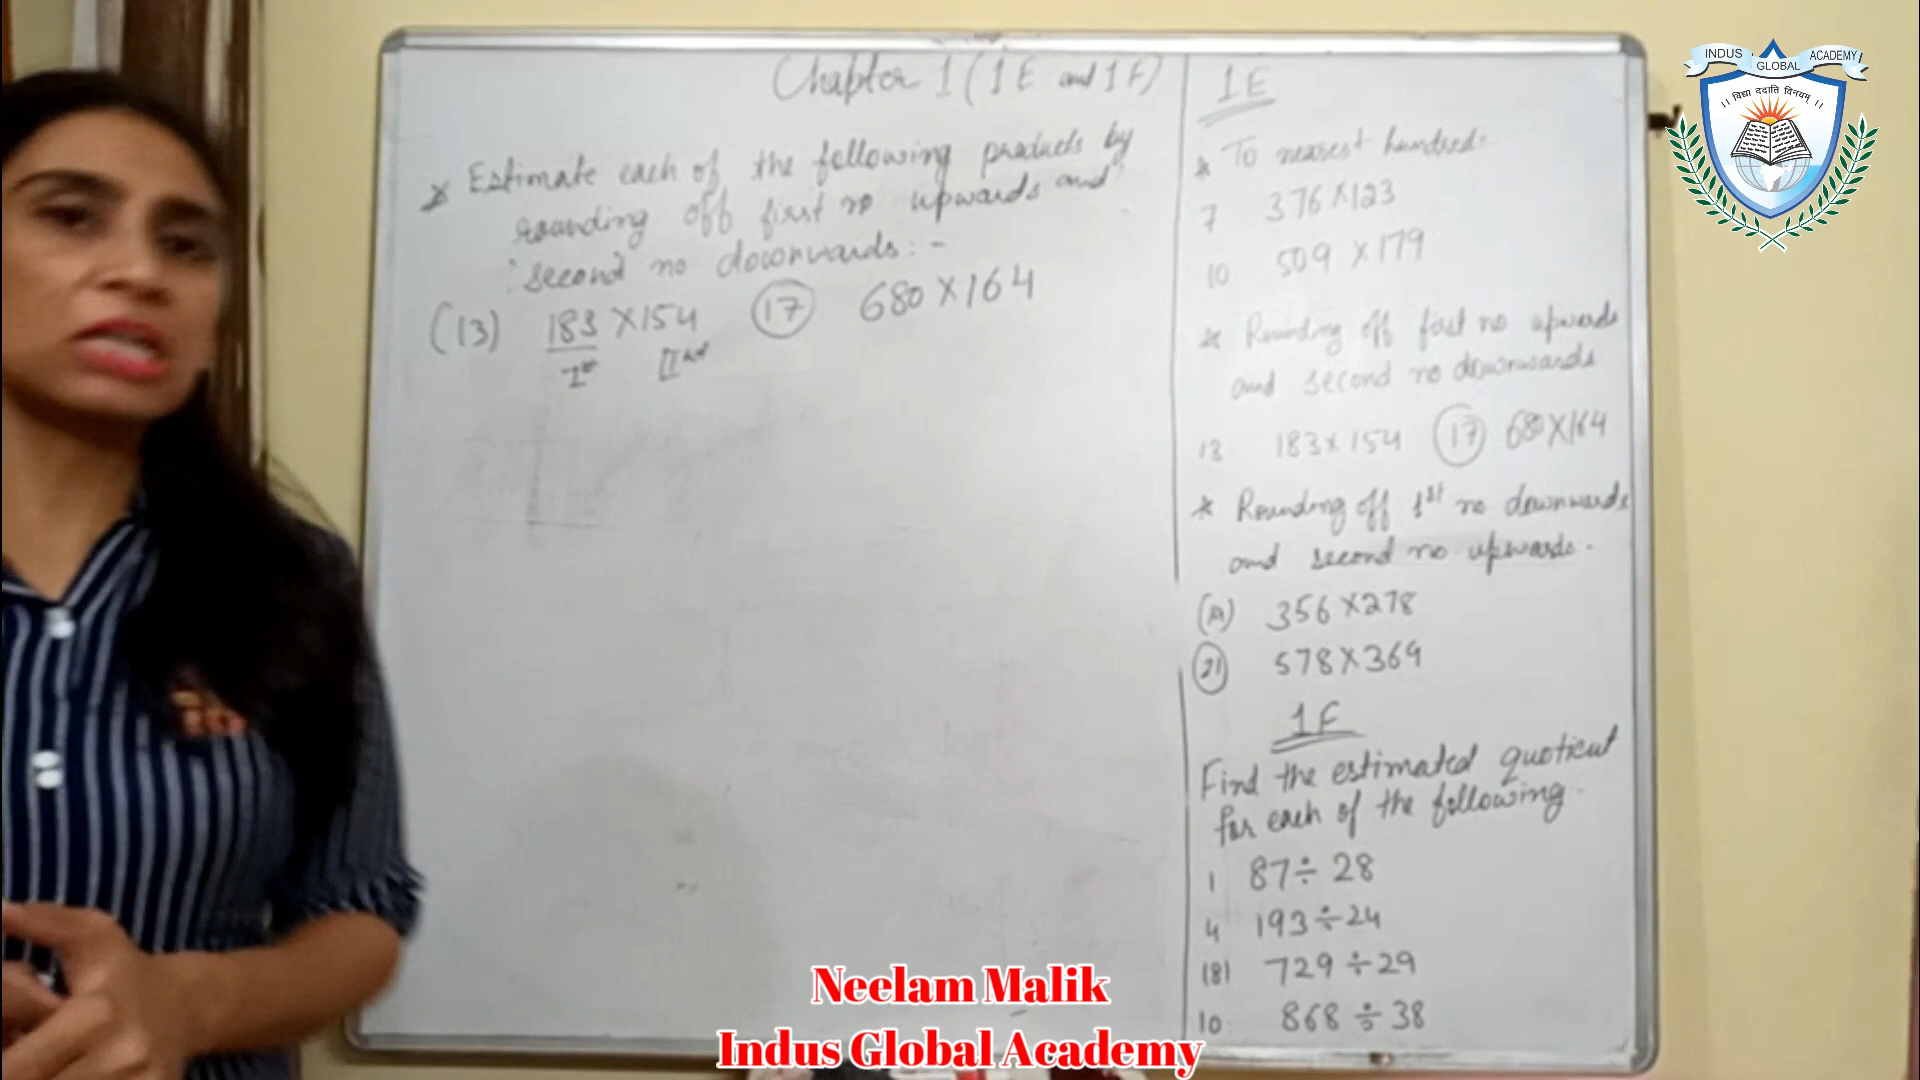 Chapter 1 (1E and 1F)
* Estimate each of the following products by
rounding off first no upwards and
second no downwards:-
(13) 183 X 154 (17) 680 X 164
1st IInd
1E
* To nearest hundred.
7 376 X 123
10 509 X 179
* Rounding off first no upwards
and second no downwards
13 183 x 154 (17) 680 X 164
* Rounding off 1st no downwards
and second no upwards.
356 X 278
(21) 578 X 369
1F
Find the estimated quotient
for each of the following.
1 87 ÷ 28
4 193 ÷ 24
(8) 729 ÷ 29
10. 868 ÷ 38
INDUS GLOBAL ACADEMY
।। विद्या ददाति विनयम् ।।
Neelam Malik
Indus Global Academy